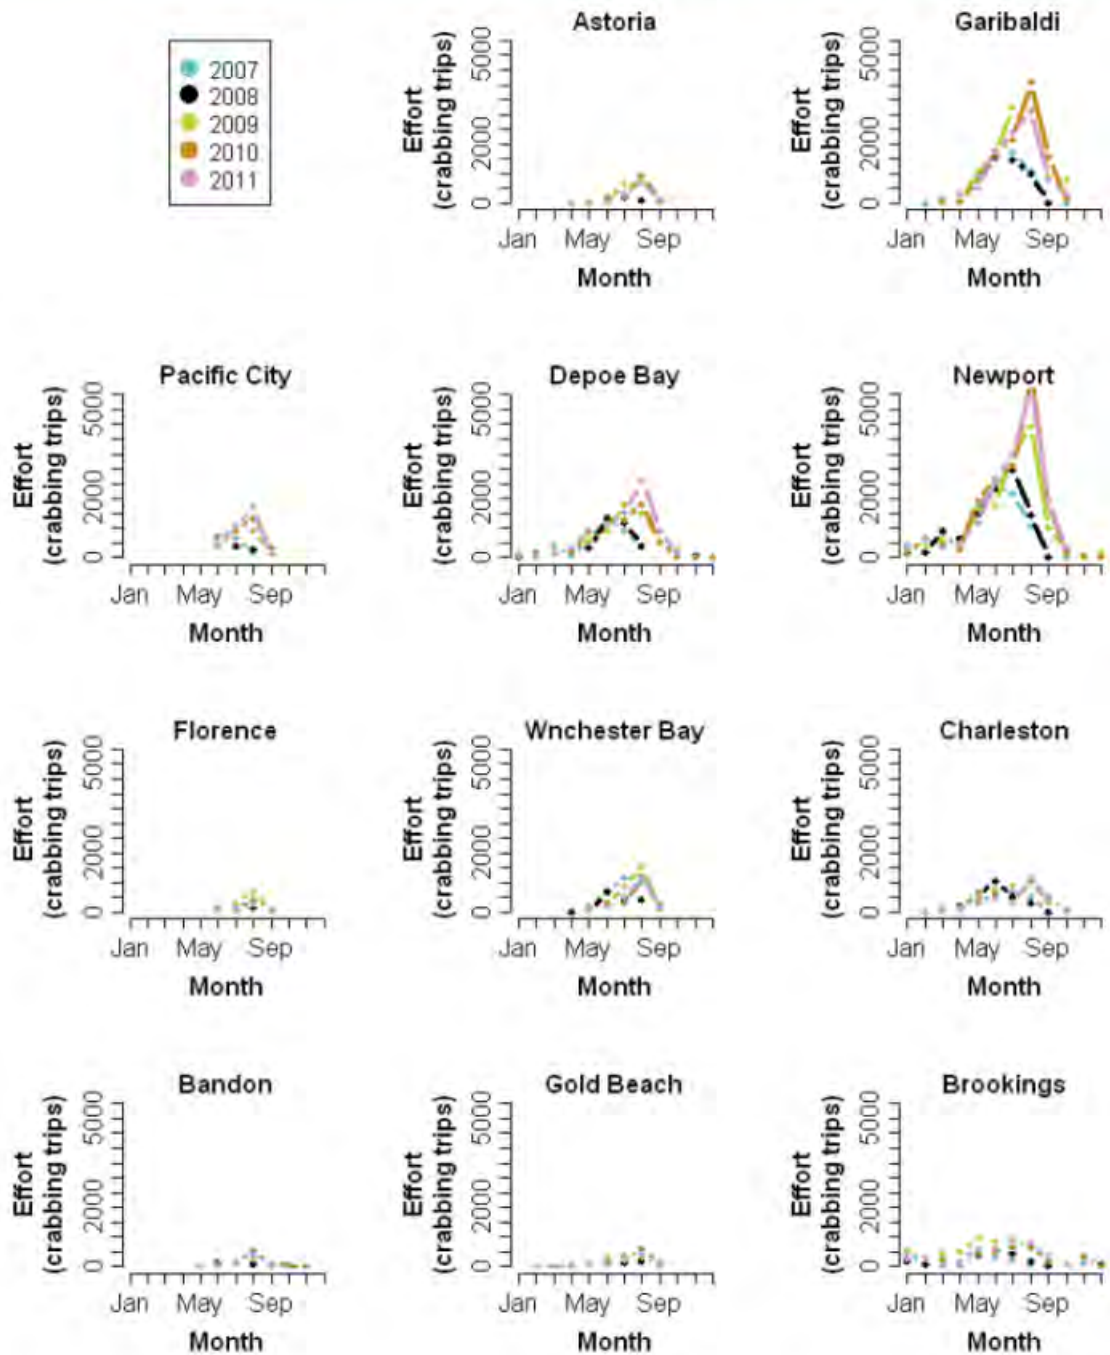 2007
2008
2009
2010
2011
Astoria
Effort
(crabbing trips)
0 2000 5000
Jan May Sep
Month
Garibaldi
Effort
(crabbing trips)
0 2000 5000
Jan May Sep
Month
Pacific City
Effort
(crabbing trips)
0 2000 5000
Jan May Sep
Month
Depoe Bay
Effort
(crabbing trips)
0 2000 5000
Jan May Sep
Month
Newport
Effort
(crabbing trips)
0 2000 5000
Jan May Sep
Month
Florence
Effort
(crabbing trips)
0 2000 5000
Jan May Sep
Month
Wnchester Bay
Effort
(crabbing trips)
0 2000 5000
Jan May Sep
Month
Charleston
Effort
(crabbing trips)
0 2000 5000
Jan May Sep
Month
Bandon
Effort
(crabbing trips)
0 2000 5000
Jan May Sep
Month
Gold Beach
Effort
(crabbing trips)
0 2000 5000
Jan May Sep
Month
Brookings
Effort
(crabbing trips)
0 2000 5000
Jan May Sep
Month